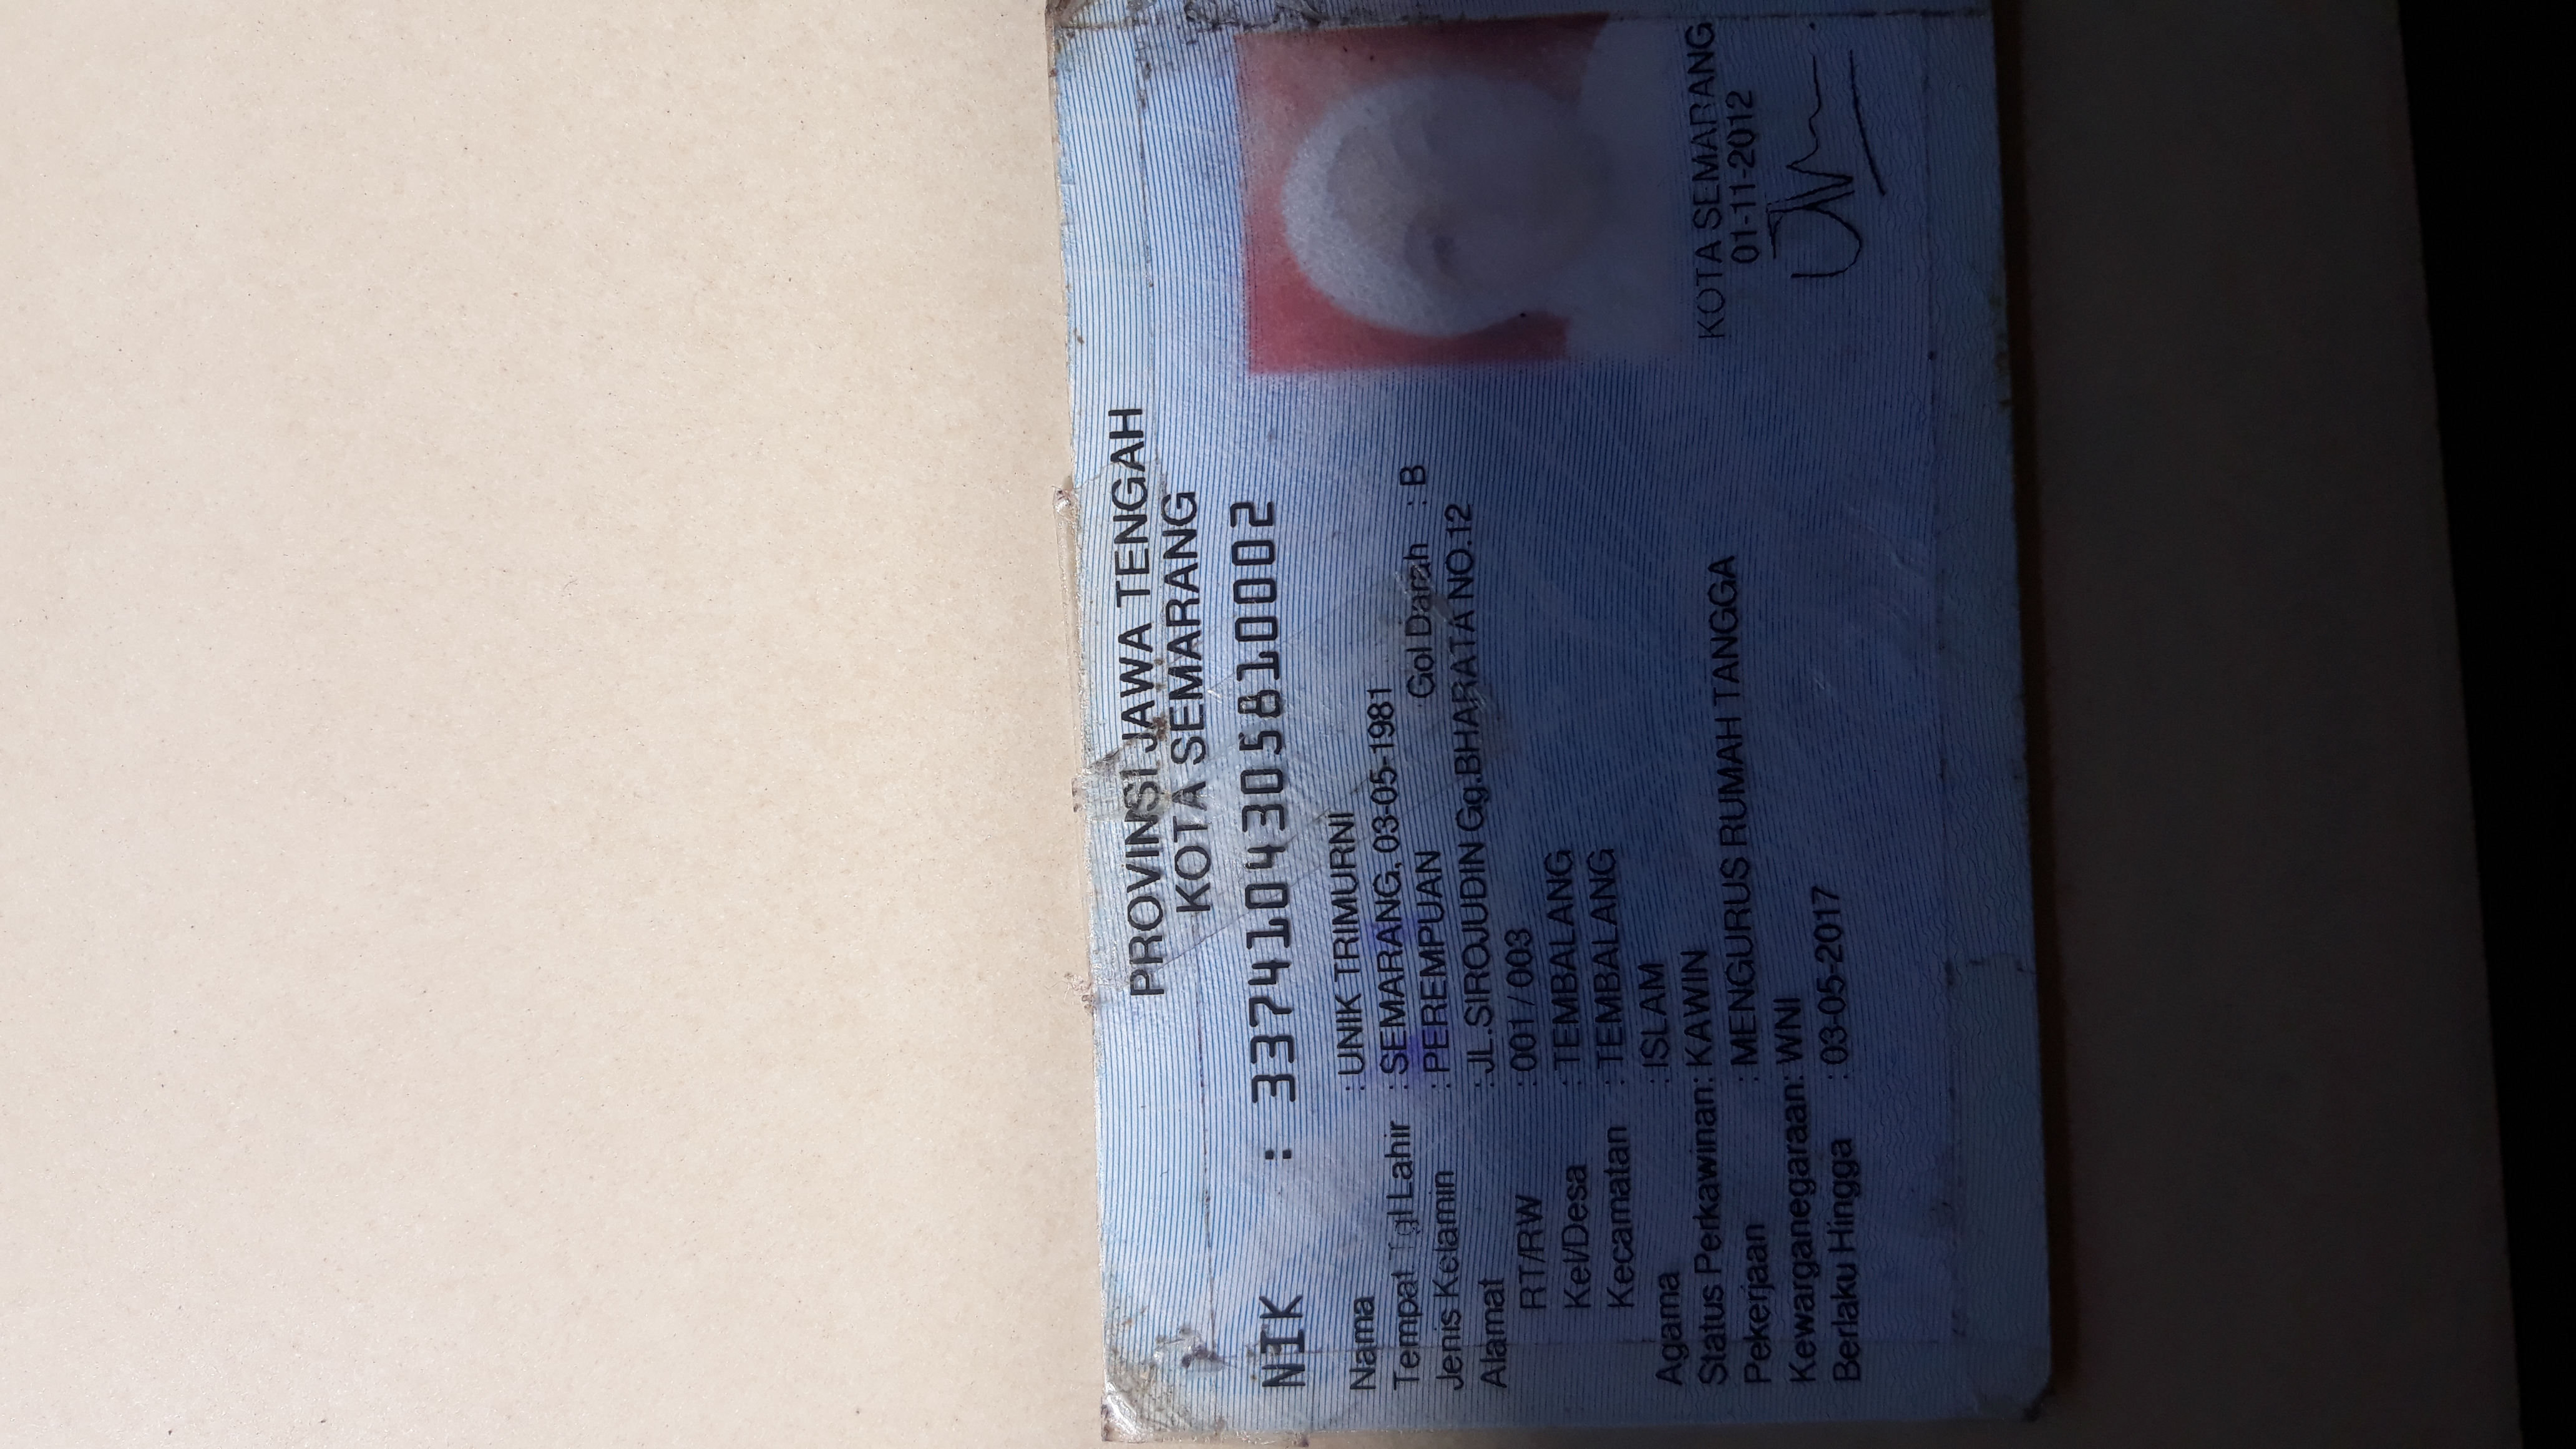 PROVINSI JAWA TENGAH
KOTA SEMARANG
NIK : 3374104305810002
Nama : UNIK TRIMURNI
Tempat Tgl Lahir : SEMARANG, 03-05-1981
Jenis Kelamin : PEREMPUAN Gol Darah : B
Alamat : JL.SIROJUDIN Gg.BHARATA NO.12
RT/RW : 001 / 003
Kel/Desa : TEMBALANG
Kecamatan : TEMBALANG
Agama : ISLAM
Status Perkawinan: KAWIN
Pekerjaan : MENGURUS RUMAH TANGGA
Kewarganegaraan: WNI
Berlaku Hingga : 03-05-2017
KOTA SEMARANG
01-11-2012